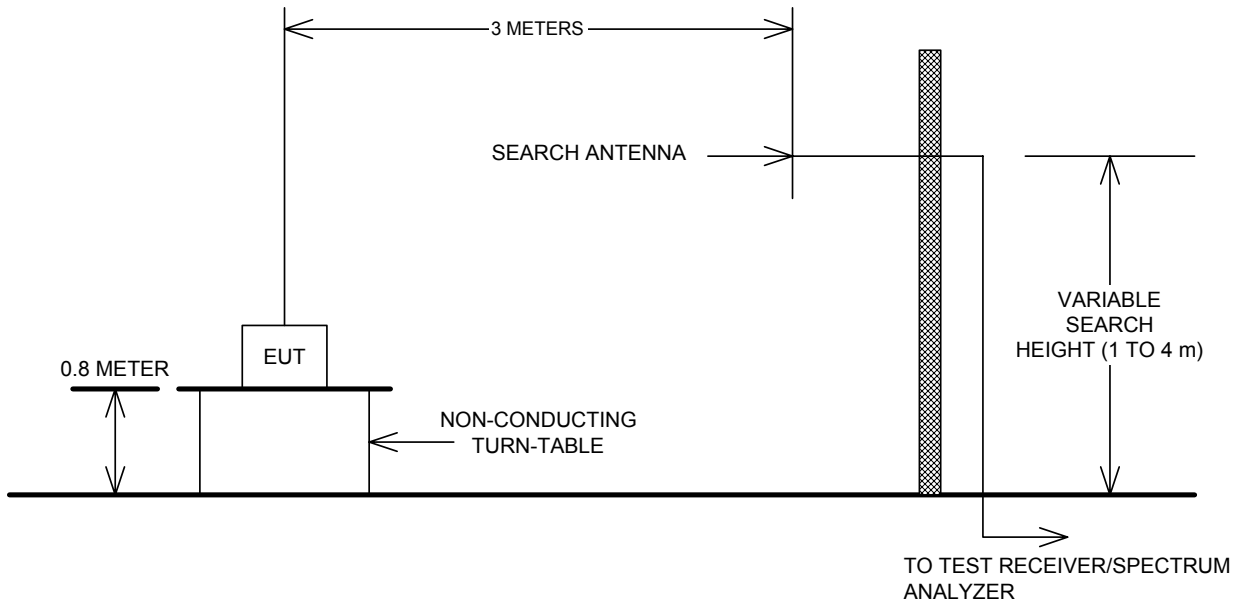 3 METERS
SEARCH ANTENNA
VARIABLE
SEARCH
HEIGHT (1 TO 4 m)
EUT
0.8 METER
NON-CONDUCTING
TURN-TABLE
TO TEST RECEIVER/SPECTRUM
ANALYZER